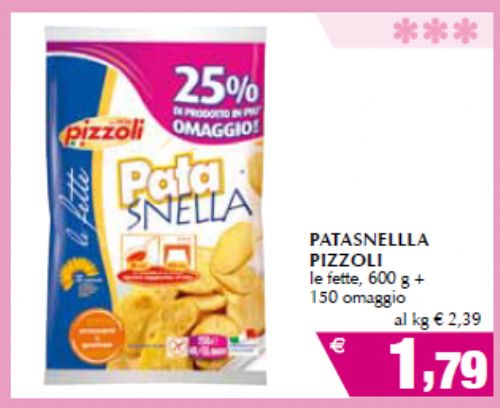 25%
DI PRODOTTO IN PIÙ
OMAGGIO!
pizzoli
le fette
Pata
SNELLA
PATASNELLLA
PIZZOLI
le fette, 600 g +
150 omaggio
al kg € 2,39
€ 1,79